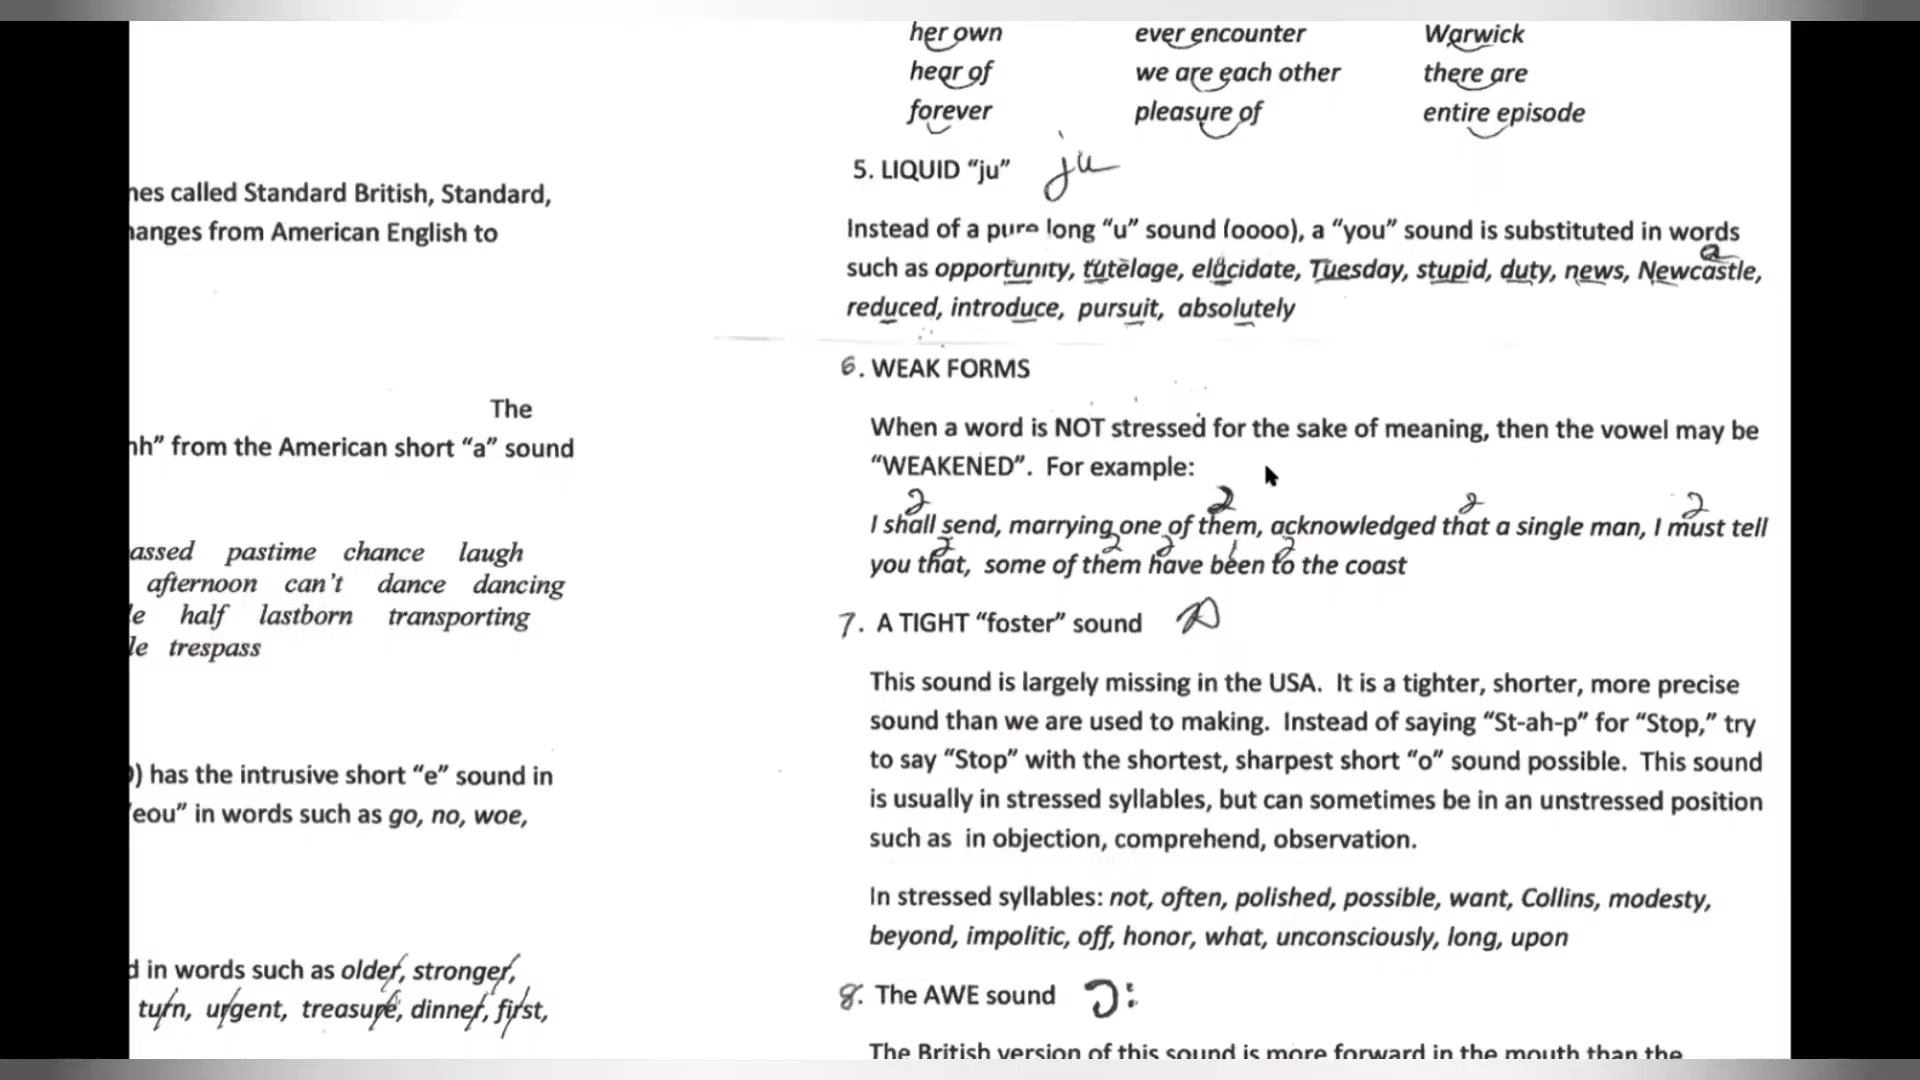 her own ever encounter Warwick
hear of we are each other there are
forever pleasure of entire episode
5. LIQUID "ju" ju
Instead of a pure long "u" sound (oooo), a "you" sound is substituted in words
such as opportunity, tutelage, elucidate, Tuesday, stupid, duty, news, Newcastle,
reduced, introduce, pursuit, absolutely
6. WEAK FORMS
When a word is NOT stressed for the sake of meaning, then the vowel may be
"WEAKENED". For example:
I shall send, marrying one of them, acknowledged that a single man, I must tell
you that, some of them have been to the coast
7. A TIGHT "foster" sound
This sound is largely missing in the USA. It is a tighter, shorter, more precise
sound than we are used to making. Instead of saying "St-ah-p" for "Stop," try
to say "Stop" with the shortest, sharpest short "o" sound possible. This sound
is usually in stressed syllables, but can sometimes be in an unstressed position
such as in objection, comprehend, observation.
In stressed syllables: not, often, polished, possible, want, Collins, modesty,
beyond, impolitic, off, honor, what, unconsciously, long, upon
8. The AWE sound ɔ:
The British version of this sound is more forward in the mouth than the
nes called Standard British, Standard,
hanges from American English to
The
nh" from the American short "a" sound
assed pastime chance laugh
afternoon can't dance dancing
le half lastborn transporting
le trespass
) has the intrusive short "e" sound in
"eou" in words such as go, no, woe,
d in words such as older, stronger,
turn, urgent, treasure, dinner, first,